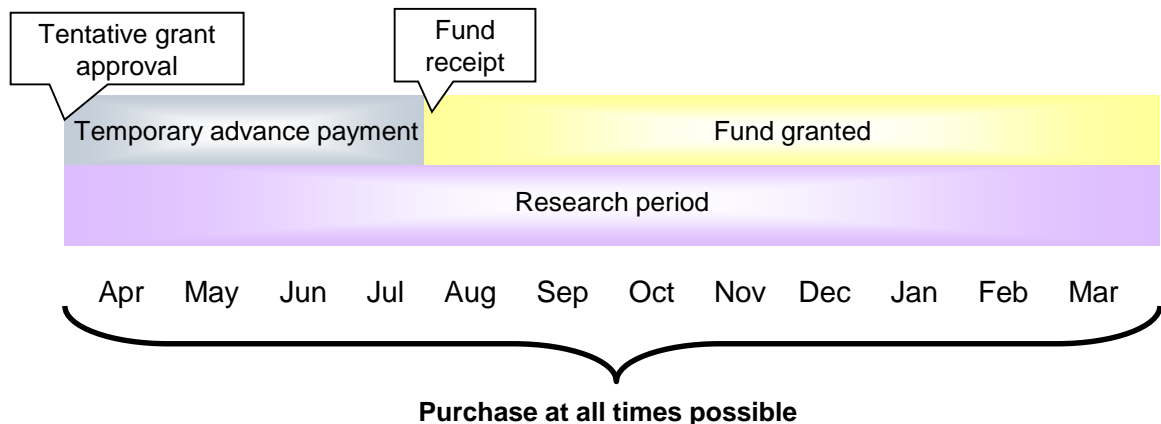 Tentative grant
approval
Fund
receipt
Temporary advance payment
Fund granted
Research period
Apr May Jun Jul Aug Sep Oct Nov Dec Jan Feb Mar
Purchase at all times possible